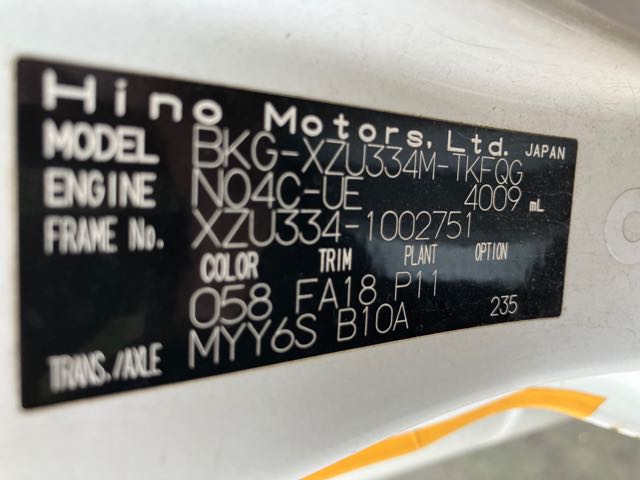 Hino Motors, Ltd. JAPAN
MODEL BKG-XZU334M-TKFQG
ENGINE N04C-UE 4009 mL
FRAME No. XZU334-1002751
COLOR TRIM PLANT OPTION
058 FA18 P11 235
TRANS./AXLE MYY6S B10A